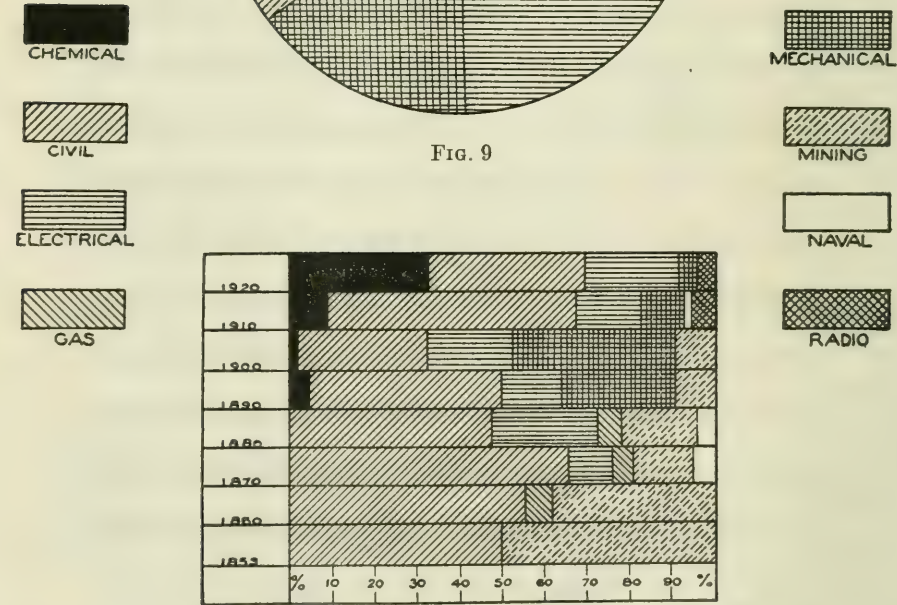 CHEMICAL
CIVIL
ELECTRICAL
GAS
MECHANICAL
MINING
NAVAL
RADIO
FIG. 9
1920
1910
1900
1890
1880
1870
1860
1853
% 10 20 30 40 50 60 70 80 90 %